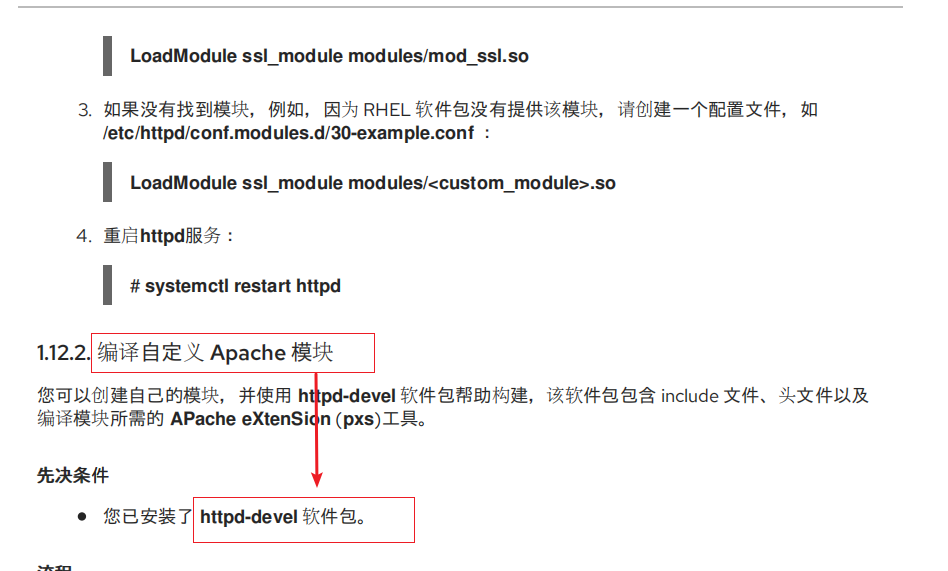 LoadModule ssl_module modules/mod_ssl.so
3. 如果没有找到模块，例如，因为 RHEL 软件包没有提供该模块，请创建一个配置文件，如
/etc/httpd/conf.modules.d/30-example.conf ：
LoadModule ssl_module modules/<custom_module>.so
4. 重启httpd服务：
# systemctl restart httpd
1.12.2. 编译自定义 Apache 模块
您可以创建自己的模块，并使用 httpd-devel 软件包帮助构建，该软件包包含 include 文件、头文件以及
编译模块所需的 APache eXtenSion (pxs)工具。
先决条件
● 您已安装了 httpd-devel 软件包。
流程